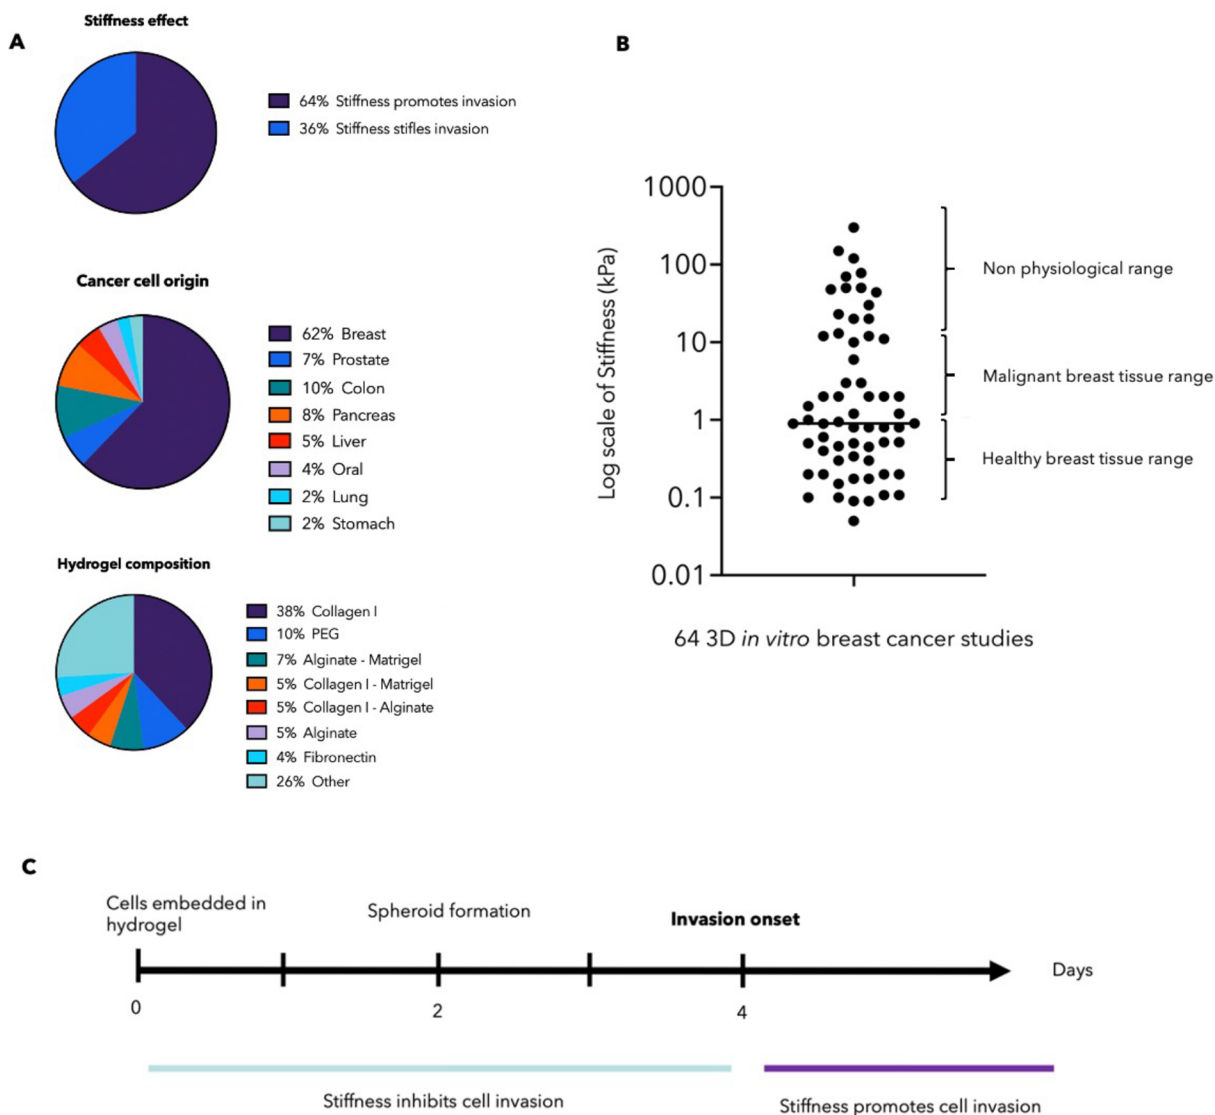 A
Stiffness effect
64% Stiffness promotes invasion
36% Stiffness stifles invasion
Cancer cell origin
62% Breast
7% Prostate
10% Colon
8% Pancreas
5% Liver
4% Oral
2% Lung
2% Stomach
Hydrogel composition
38% Collagen I
10% PEG
7% Alginate - Matrigel
5% Collagen I - Matrigel
5% Collagen I - Alginate
5% Alginate
4% Fibronectin
26% Other
B
Log scale of Stiffness (kPa)
1000
100
10
1
0.1
0.01
Non physiological range
Malignant breast tissue range
Healthy breast tissue range
64 3D in vitro breast cancer studies
C
Cells embedded in
hydrogel
Spheroid formation
Invasion onset
Days
0
2
4
Stiffness inhibits cell invasion
Stiffness promotes cell invasion